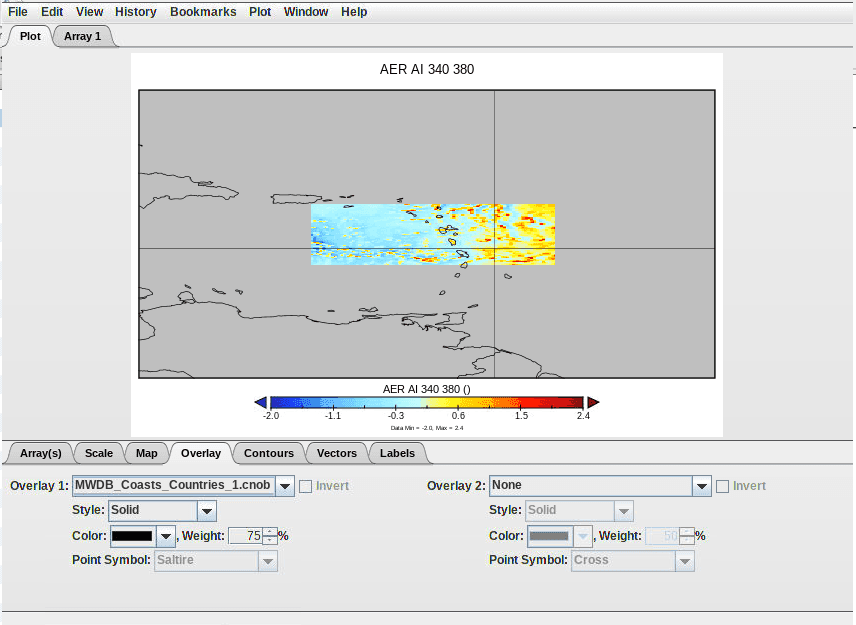 File Edit View History Bookmarks Plot Window Help
Plot Array 1
AER AI 340 380
AER AI 340 380 ()
-2.0 -1.1 -0.3 0.6 1.5 2.4
Data Min = -2.0, Max = 2.4
Array(s) Scale Map Overlay Contours Vectors Labels
Overlay 1: MWDB_Coasts_Countries_1.cnob Invert Overlay 2: None Invert
Style: Solid Style: Solid
Color: , Weight: 75 % Color: , Weight: 50 %
Point Symbol: Saltire Point Symbol: Cross